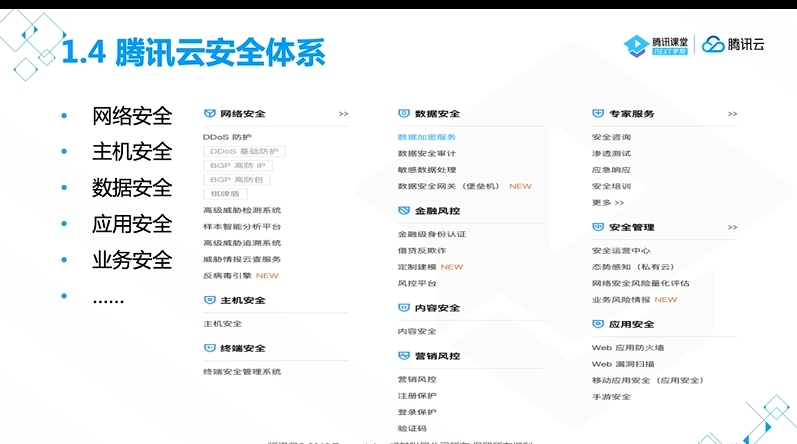 1.4 腾讯云安全体系
腾讯课堂
NEXT学院
腾讯云
网络安全
主机安全
数据安全
应用安全
业务安全
......
网络安全 >>
DDoS 防护
DDoS 基础防护
BGP 高防 IP
BGP 高防包
棋牌盾
高级威胁检测系统
样本智能分析平台
高级威胁追溯系统
威胁情报云查服务
反病毒引擎 NEW
主机安全
主机安全
终端安全
终端安全管理系统
数据安全
数据加密服务
数据安全审计
敏感数据处理
数据安全网关（堡垒机） NEW
金融风控
金融级身份认证
借贷反欺诈
定制建模 NEW
风控平台
内容安全
内容安全
营销风控
营销风控
注册保护
登录保护
验证码
专家服务 >>
安全咨询
渗透测试
应急响应
安全培训
更多 >>
安全管理 >>
安全运营中心
态势感知（私有云）
网络安全风险量化评估
业务风险情报 NEW
应用安全
Web 应用防火墙
Web 漏洞扫描
移动应用安全（应用安全）
手游安全